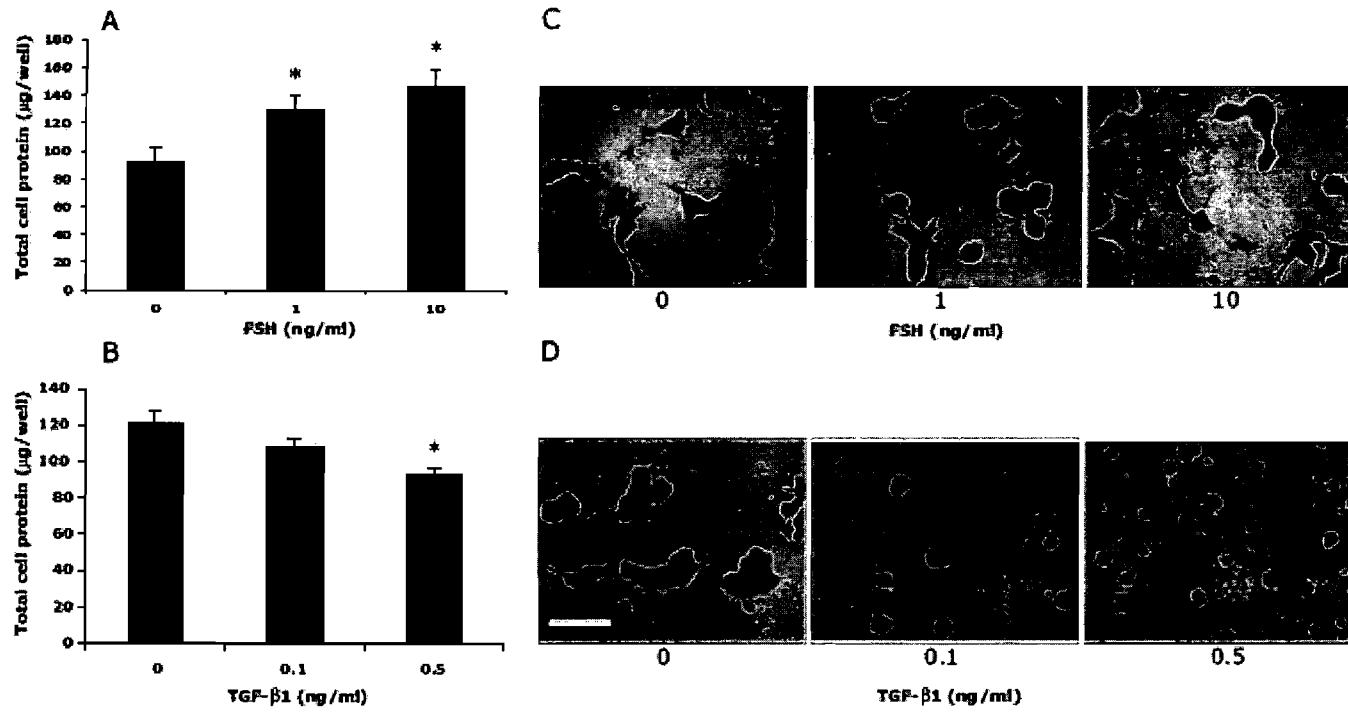 A
Total cell protein (µg/well)
180
160
140
120
100
80
60
40
20
0
*
*
0 1 10
FSH (ng/ml)
C
0 1 10
FSH (ng/ml)
B
Total cell protein (µg/well)
140
120
100
80
60
40
20
0
*
0 0.1 0.5
TGF-β1 (ng/ml)
D
0 0.1 0.5
TGF-β1 (ng/ml)